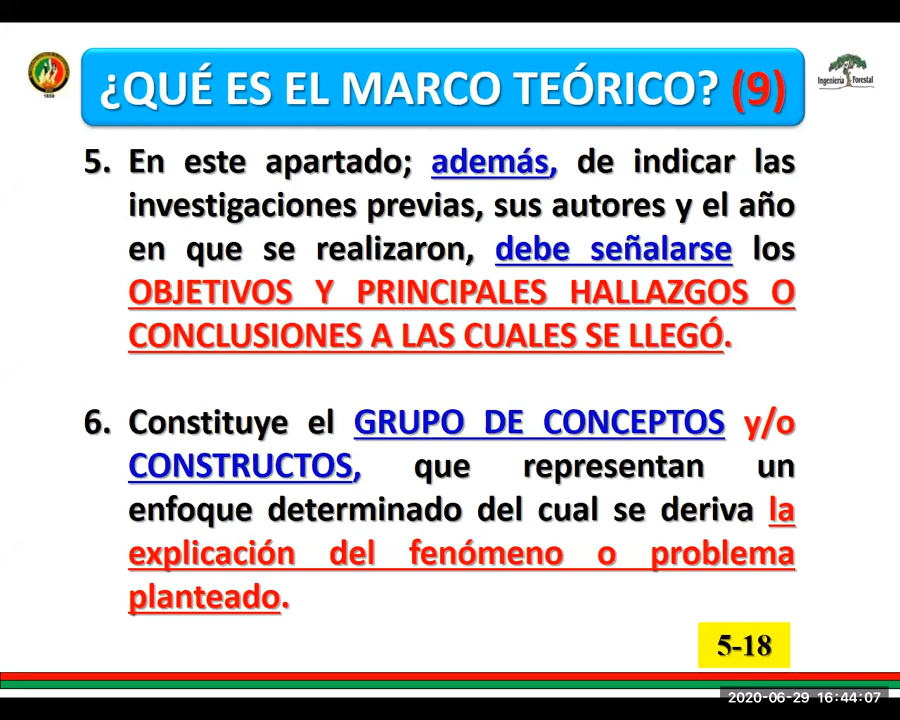 ¿QUÉ ES EL MARCO TEÓRICO? (9)
Ingeniería Forestal
1859
5. En este apartado; además, de indicar las
investigaciones previas, sus autores y el año
en que se realizaron, debe señalarse los
OBJETIVOS Y PRINCIPALES HALLAZGOS O
CONCLUSIONES A LAS CUALES SE LLEGÓ.
6. Constituye el GRUPO DE CONCEPTOS y/o
CONSTRUCTOS, que representan un
enfoque determinado del cual se deriva la
explicación del fenómeno o problema
planteado.
5-18
2020-06-29 16:44:07